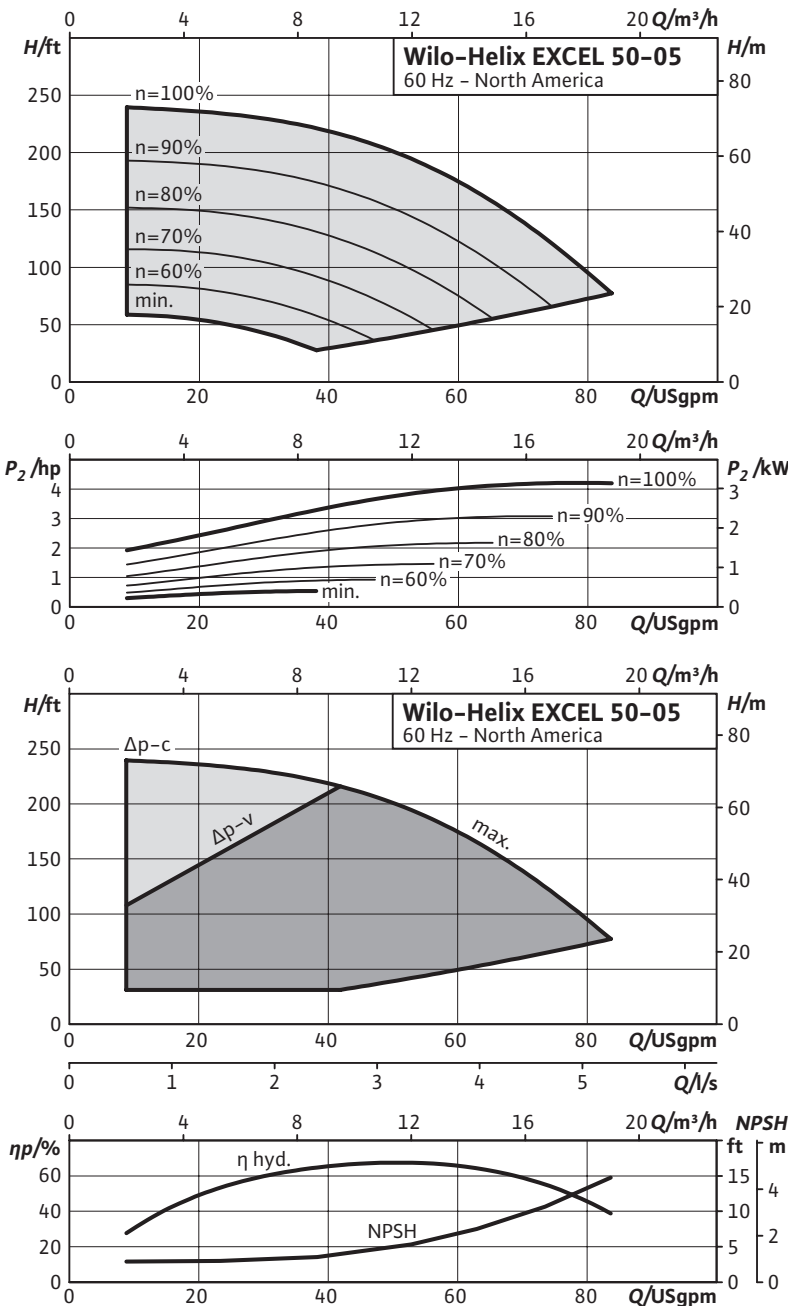 0 4 8 12 16 20 Q/m³/h
H/ft
H/m
Wilo-Helix EXCEL 50-05
60 Hz - North America
250
200
150
100
50
0
80
60
40
20
0
n=100%
n=90%
n=80%
n=70%
n=60%
min.
0 20 40 60 80 Q/USgpm
0 4 8 12 16 20 Q/m³/h
P2 /hp
P2 /kW
4
3
2
1
0
3
2
1
0
n=100%
n=90%
n=80%
n=70%
n=60%
min.
0 20 40 60 80 Q/USgpm
0 4 8 12 16 20 Q/m³/h
H/ft
H/m
Wilo-Helix EXCEL 50-05
60 Hz - North America
250
200
150
100
50
0
80
60
40
20
0
Δp-c
Δp-v
max.
0 20 40 60 80 Q/USgpm
0 1 2 3 4 5 Q/l/s
0 4 8 12 16 20 Q/m³/h
NPSH
ηp/%
ft m
60
40
20
0
15
10
5
0
4
2
0
η hyd.
NPSH
0 20 40 60 80 Q/USgpm